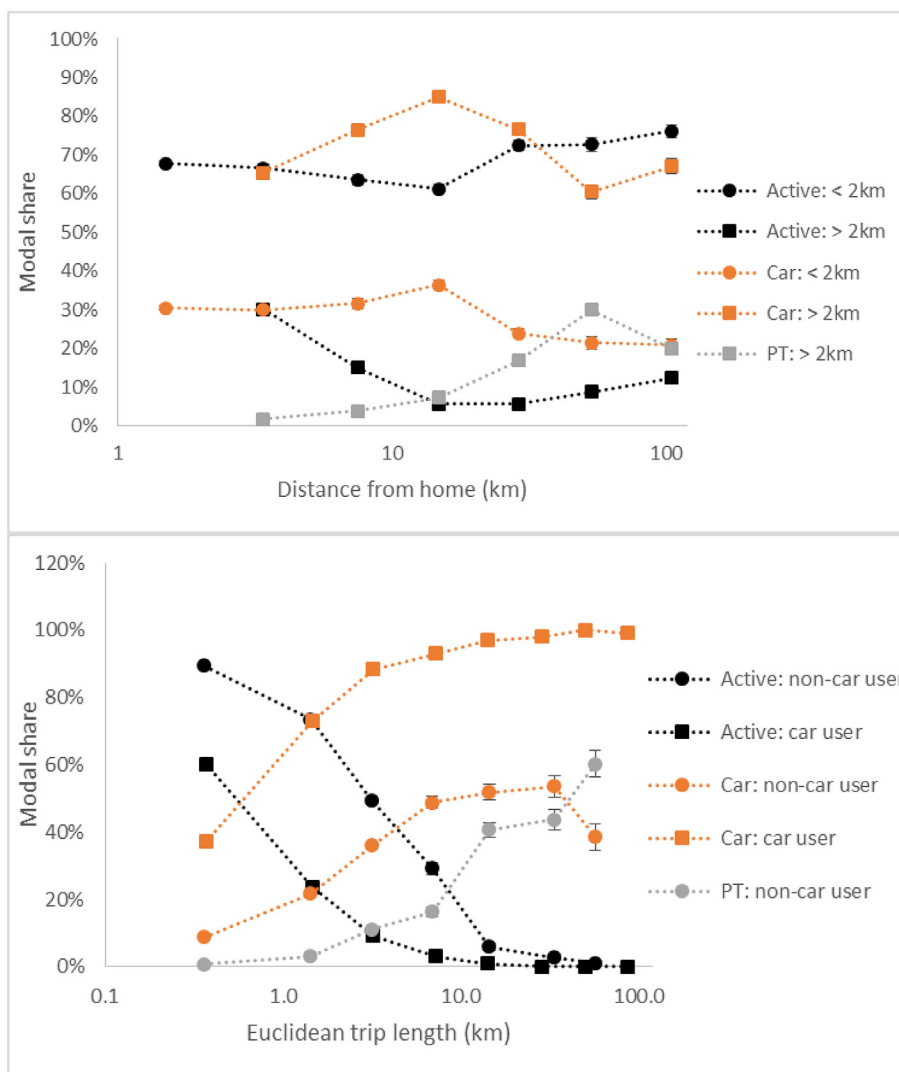 100%
90%
80%
70%
60%
50%
40%
30%
20%
10%
0%
Modal share
1
10
100
Distance from home (km)
Active: < 2km
Active: > 2km
Car: < 2km
Car: > 2km
PT: > 2km
120%
100%
80%
60%
40%
20%
0%
Modal share
0.1
1.0
10.0
100.0
Euclidean trip length (km)
Active: non-car user
Active: car user
Car: non-car user
Car: car user
PT: non-car user